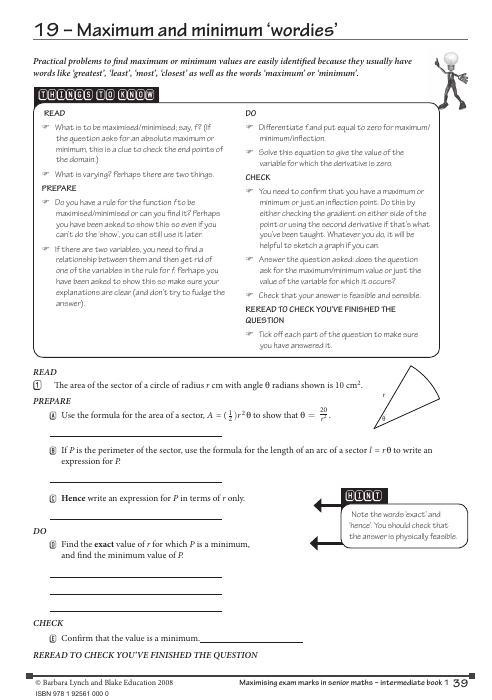 19 – Maximum and minimum ‘wordies’
Practical problems to find maximum or minimum values are easily identified because they usually have
words like ‘greatest’, ‘least’, ‘most’, ‘closest’ as well as the words ‘maximum’ or ‘minimum’.
THINGS TO KNOW
READ
☞ What is to be maximised/minimised; say, f? (If
the question asks for an absolute maximum or
minimum, this is a clue to check the end points of
the domain.)
☞ What is varying? Perhaps there are two things.
PREPARE
☞ Do you have a rule for the function f to be
maximised/minimised or can you find it? Perhaps
you have been asked to show this so even if you
can’t do the ‘show’, you can still use it later.
☞ If there are two variables, you need to find a
relationship between them and then get rid of
one of the variables in the rule for f. Perhaps you
have been asked to show this so make sure your
explanations are clear (and don’t try to fudge the
answer).
DO
☞ Differentiate f and put equal to zero for maximum/
minimum/inflection.
☞ Solve this equation to give the value of the
variable for which the derivative is zero.
CHECK
☞ You need to confirm that you have a maximum or
minimum or just an inflection point. Do this by
either checking the gradient on either side of the
point or using the second derivative if that’s what
you’ve been taught. Whatever you do, it will be
helpful to sketch a graph if you can.
☞ Answer the question asked: does the question
ask for the maximum/minimum value or just the
value of the variable for which it occurs?
☞ Check that your answer is feasible and sensible.
REREAD TO CHECK YOU’VE FINISHED THE
QUESTION
☞ Tick off each part of the question to make sure
you have answered it.
READ
1 The area of the sector of a circle of radius r cm with angle θ radians shown is 10 cm².
r
θ
PREPARE
A Use the formula for the area of a sector, A = (1/2)r²θ to show that θ = 20/r².
B If P is the perimeter of the sector, use the formula for the length of an arc of a sector l = rθ to write an
expression for P.
C Hence write an expression for P in terms of r only.
HINT
Note the words ‘exact’ and
‘hence’. You should check that
the answer is physically feasible.
DO
D Find the exact value of r for which P is a minimum,
and find the minimum value of P.
CHECK
E Confirm that the value is a minimum.
REREAD TO CHECK YOU’VE FINISHED THE QUESTION
© Barbara Lynch and Blake Education 2008
Maximising exam marks in senior maths – intermediate book 1 39
ISBN 978 1 92561 000 0